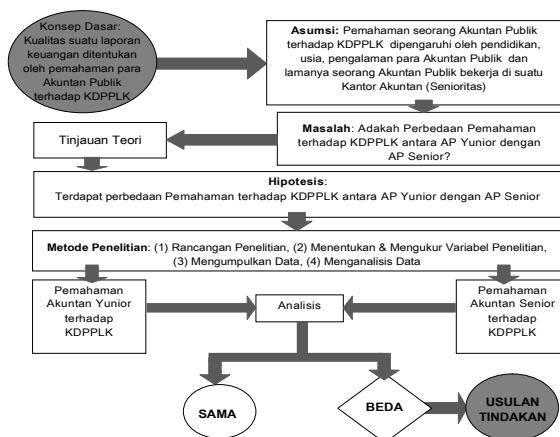 Konsep Dasar:
Kualitas suatu laporan
keuangan ditentukan
oleh pemahaman para
Akuntan Publik
terhadap KDPPLK
Asumsi: Pemahaman seorang Akuntan Publik
terhadap KDPPLK dipengaruhi oleh pendidikan,
usia, pengalaman para Akuntan Publik dan
lamanya seorang Akuntan Publik bekerja di suatu
Kantor Akuntan (Senioritas)
Masalah: Adakah Perbedaan Pemahaman
terhadap KDPPLK antara AP Yunior dengan
AP Senior?
Tinjauan Teori
Hipotesis:
Terdapat perbedaan Pemahaman terhadap KDPPLK antara AP Yunior dengan AP Senior
Metode Penelitian: (1) Rancangan Penelitian, (2) Menentukan & Mengukur Variabel Penelitian,
(3) Mengumpulkan Data, (4) Menganalisis Data
Pemahaman
Akuntan Yunior
terhadap
KDPPLK
Analisis
Pemahaman
Akuntan Senior
terhadap
KDPPLK
SAMA
BEDA
USULAN
TINDAKAN